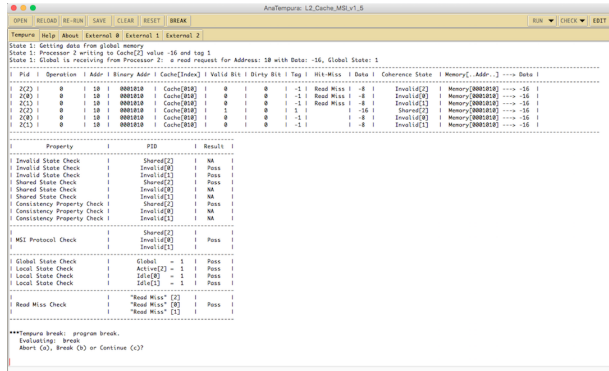 AnaTempura: L2_Cache_MSI_v1_5
OPEN RELOAD RE-RUN SAVE CLEAR RESET BREAK RUN CHECK EDIT
Tempura Help About External 0 External 1 External 2
State 1: Getting data from global memory
State 1: Processor 2 writing to Cache[2] value -16 and tag 1
State 1: Global is receiving from Processor 2: a read request for Address: 10 with Data: -16, Global State: 1
| Pid | Operation | Addr | Binary Addr | Cache[Index] | Valid Bit | Dirty Bit | Tag | Hit-Miss | Data | Coherence State | Memory[..Addr..] ---> Data |
| 2(2) | 0 | 10 | 0001010 | Cache[010] | 0 | 0 | -1 | Read Miss | -8 | Invalid[2] | Memory[0001010] ---> -16 |
| 2(0) | 0 | 10 | 0001010 | Cache[010] | 0 | 0 | -1 | Read Miss | -8 | Invalid[0] | Memory[0001010] ---> -16 |
| 2(1) | 0 | 10 | 0001010 | Cache[010] | 0 | 0 | -1 | Read Miss | -8 | Invalid[1] | Memory[0001010] ---> -16 |
| 2(2) | 0 | 10 | 0001010 | Cache[010] | 1 | 0 | 1 | | -16 | Shared[2] | Memory[0001010] ---> -16 |
| 2(0) | 0 | 10 | 0001010 | Cache[010] | 0 | 0 | -1 | | -8 | Invalid[0] | Memory[0001010] ---> -16 |
| 2(1) | 0 | 10 | 0001010 | Cache[010] | 0 | 0 | -1 | | -8 | Invalid[1] | Memory[0001010] ---> -16 |
| Property | PID | Result |
| Invalid State Check | Shared[2] | NA |
| Invalid State Check | Invalid[0] | Pass |
| Invalid State Check | Invalid[1] | Pass |
| Shared State Check | Shared[2] | Pass |
| Shared State Check | Invalid[0] | NA |
| Shared State Check | Invalid[1] | NA |
| Consistency Property Check | Shared[2] | Pass |
| Consistency Property Check | Invalid[0] | NA |
| Consistency Property Check | Invalid[1] | NA |
| | Shared[2] | |
| MSI Protocol Check | Invalid[0] | Pass |
| | Invalid[1] | |
| Global State Check | Global = 1 | Pass |
| Local State Check | Active[2] = 1 | Pass |
| Local State Check | Idle[0] = 1 | Pass |
| Local State Check | Idle[1] = 1 | Pass |
| | "Read Miss" [2] | |
| Read Miss Check | "Read Miss" [0] | Pass |
| | "Read Miss" [1] | |
***Tempura break: program break.
Evaluating: break
Abort (a), Break (b) or Continue (c)?